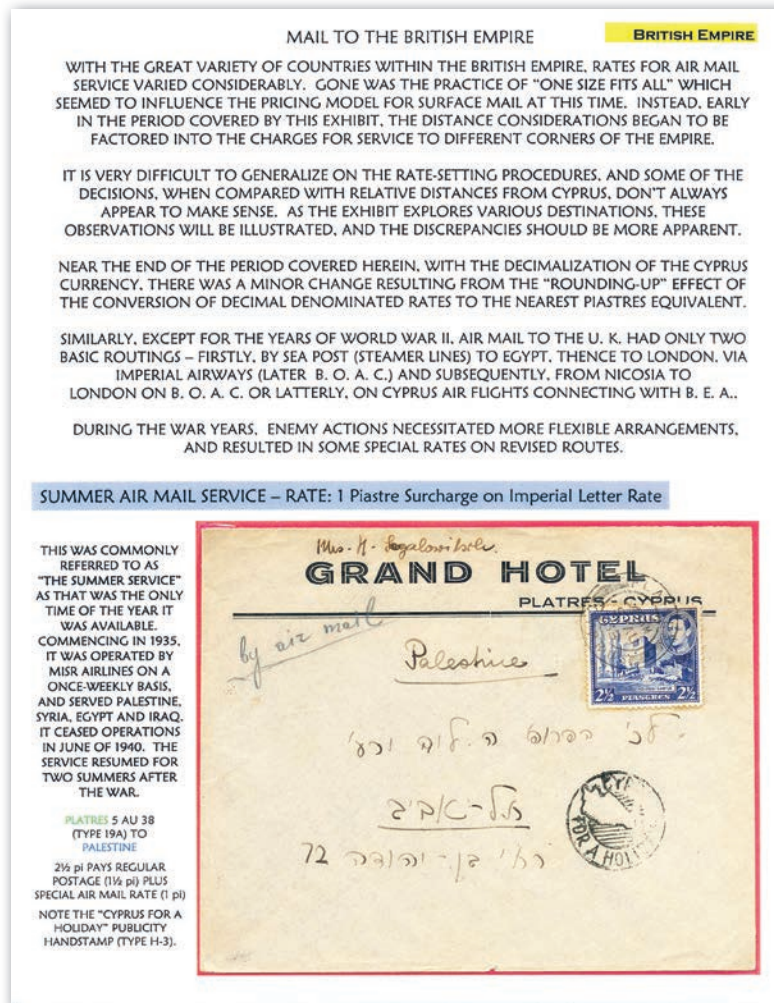 MAIL TO THE BRITISH EMPIRE
BRITISH EMPIRE
WITH THE GREAT VARIETY OF COUNTRiES WITHIN THE BRITISH EMPIRE, RATES FOR AIR MAIL
SERVICE VARIED CONSIDERABLY. GONE WAS THE PRACTICE OF "ONE SIZE FITS ALL" WHICH
SEEMED TO INFLUENCE THE PRICING MODEL FOR SURFACE MAIL AT THIS TIME. INSTEAD, EARLY
IN THE PERIOD COVERED BY THIS EXHIBIT, THE DISTANCE CONSIDERATIONS BEGAN TO BE
FACTORED INTO THE CHARGES FOR SERVICE TO DIFFERENT CORNERS OF THE EMPIRE.
IT IS VERY DIFFICULT TO GENERALIZE ON THE RATE-SETTING PROCEDURES, AND SOME OF THE
DECISIONS, WHEN COMPARED WITH RELATIVE DISTANCES FROM CYPRUS, DON'T ALWAYS
APPEAR TO MAKE SENSE. AS THE EXHIBIT EXPLORES VARIOUS DESTINATIONS, THESE
OBSERVATIONS WILL BE ILLUSTRATED, AND THE DISCREPANCIES SHOULD BE MORE APPARENT.
NEAR THE END OF THE PERIOD COVERED HEREIN, WITH THE DECIMALIZATION OF THE CYPRUS
CURRENCY, THERE WAS A MINOR CHANGE RESULTING FROM THE "ROUNDING-UP" EFFECT OF
THE CONVERSION OF DECIMAL DENOMINATED RATES TO THE NEAREST PIASTRES EQUIVALENT.
SIMILARLY, EXCEPT FOR THE YEARS OF WORLD WAR II, AIR MAIL TO THE U. K. HAD ONLY TWO
BASIC ROUTINGS – FIRSTLY, BY SEA POST (STEAMER LINES) TO EGYPT, THENCE TO LONDON, VIA
IMPERIAL AIRWAYS (LATER B. O. A. C.) AND SUBSEQUENTLY, FROM NICOSIA TO
LONDON ON B. O. A. C. OR LATTERLY, ON CYPRUS AIR FLIGHTS CONNECTING WITH B. E. A..
DURING THE WAR YEARS, ENEMY ACTIONS NECESSITATED MORE FLEXIBLE ARRANGEMENTS,
AND RESULTED IN SOME SPECIAL RATES ON REVISED ROUTES.
SUMMER AIR MAIL SERVICE – RATE: 1 Piastre Surcharge on Imperial Letter Rate
THIS WAS COMMONLY
REFERRED TO AS
"THE SUMMER SERVICE"
AS THAT WAS THE ONLY
TIME OF THE YEAR IT
WAS AVAILABLE.
COMMENCING IN 1935,
IT WAS OPERATED BY
MISR AIRLINES ON A
ONCE-WEEKLY BASIS,
AND SERVED PALESTINE,
SYRIA, EGYPT AND IRAQ.
IT CEASED OPERATIONS
IN JUNE OF 1940. THE
SERVICE RESUMED FOR
TWO SUMMERS AFTER
THE WAR.
PLATRES 5 AU 38
(TYPE 19A) TO
PALESTINE
2½ pi PAYS REGULAR
POSTAGE (1½ pi) PLUS
SPECIAL AIR MAIL RATE (1 pi)
NOTE THE "CYPRUS FOR A
HOLIDAY" PUBLICITY
HANDSTAMP (TYPE H-3).
Mrs. H.
GRAND HOTEL
PLATRES - CYPRUS
by air mail
CYPRUS
2½ 2½
PIASTRES
Palestine
לכ' הפרופ' ה.
תל-אביב
בן-יהודה 72
FOR A HOLIDAY